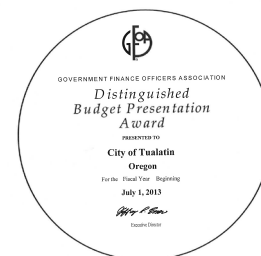 GOVERNMENT FINANCE OFFICERS ASSOCIATION
Distinguished
Budget Presentation
Award
PRESENTED TO
City of Tualatin
Oregon
For the Fiscal Year Beginning
July 1, 2013
Executive Director